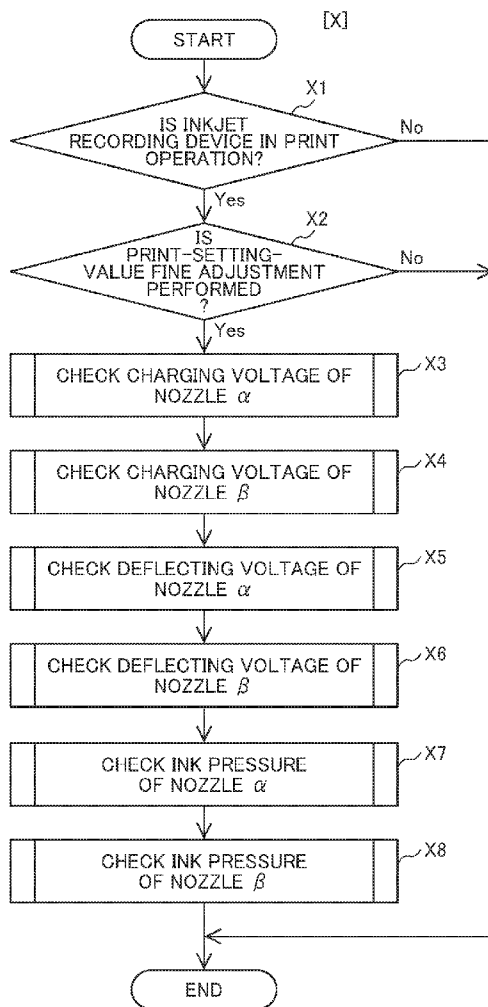 [X]
START
X1
IS INKJET
RECORDING DEVICE IN PRINT
OPERATION?
No
Yes
X2
IS
PRINT-SETTING-
VALUE FINE ADJUSTMENT
PERFORMED
?
No
Yes
CHECK CHARGING VOLTAGE OF
NOZZLE α
X3
CHECK CHARGING VOLTAGE OF
NOZZLE β
X4
CHECK DEFLECTING VOLTAGE OF
NOZZLE α
X5
CHECK DEFLECTING VOLTAGE OF
NOZZLE β
X6
CHECK INK PRESSURE
OF NOZZLE α
X7
CHECK INK PRESSURE
OF NOZZLE β
X8
END